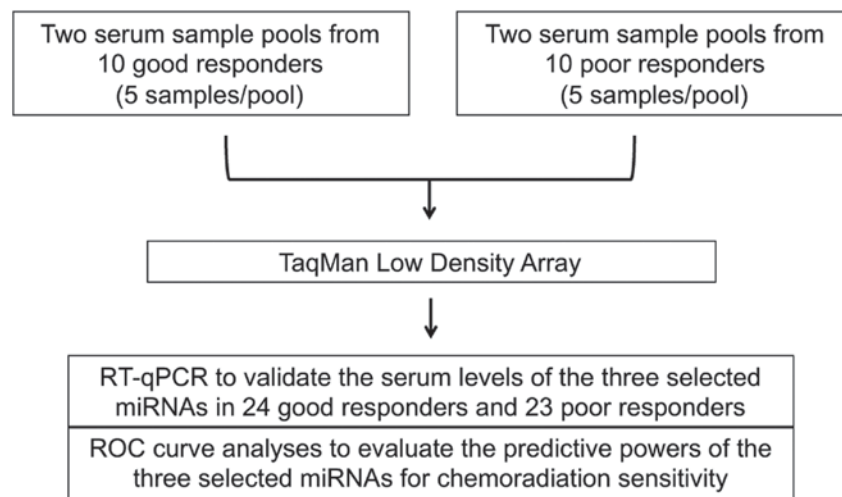 Two serum sample pools from
10 good responders
(5 samples/pool)
Two serum sample pools from
10 poor responders
(5 samples/pool)
TaqMan Low Density Array
RT-qPCR to validate the serum levels of the three selected
miRNAs in 24 good responders and 23 poor responders
ROC curve analyses to evaluate the predictive powers of the
three selected miRNAs for chemoradiation sensitivity